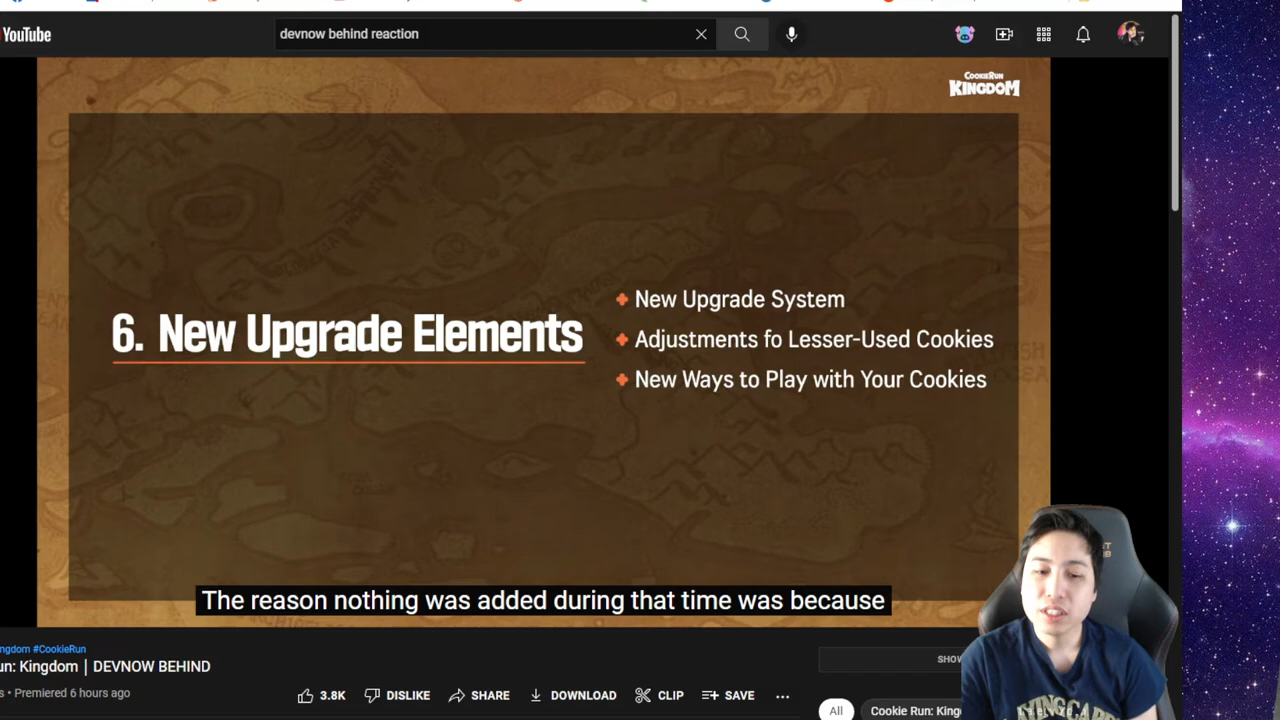 YouTube
devnow behind reaction
COOKIERUN
KINGDOM
6. New Upgrade Elements
New Upgrade System
Adjustments fo Lesser-Used Cookies
New Ways to Play with Your Cookies
The reason nothing was added during that time was because
ngdom #CookieRun
un: Kingdom | DEVNOW BEHIND
s • Premiered 6 hours ago
3.8K
DISLIKE
SHARE
DOWNLOAD
CLIP
SAVE
SHOW
All
Cookie Run: King